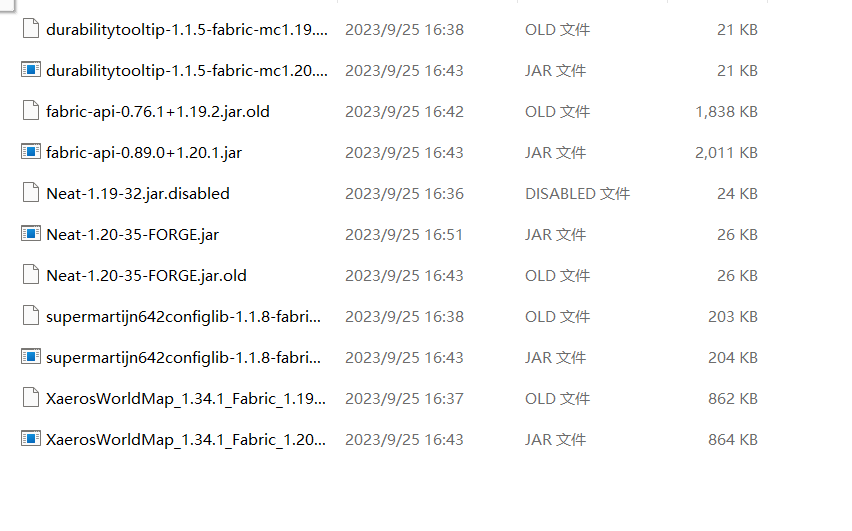 durabilitytooltip-1.1.5-fabric-mc1.19.... 2023/9/25 16:38 OLD 文件 21 KB
durabilitytooltip-1.1.5-fabric-mc1.20.... 2023/9/25 16:43 JAR 文件 21 KB
fabric-api-0.76.1+1.19.2.jar.old 2023/9/25 16:42 OLD 文件 1,838 KB
fabric-api-0.89.0+1.20.1.jar 2023/9/25 16:43 JAR 文件 2,011 KB
Neat-1.19-32.jar.disabled 2023/9/25 16:36 DISABLED 文件 24 KB
Neat-1.20-35-FORGE.jar 2023/9/25 16:51 JAR 文件 26 KB
Neat-1.20-35-FORGE.jar.old 2023/9/25 16:43 OLD 文件 26 KB
supermartijn642configlib-1.1.8-fabri... 2023/9/25 16:38 OLD 文件 203 KB
supermartijn642configlib-1.1.8-fabri... 2023/9/25 16:43 JAR 文件 204 KB
XaerosWorldMap_1.34.1_Fabric_1.19... 2023/9/25 16:37 OLD 文件 862 KB
XaerosWorldMap_1.34.1_Fabric_1.20... 2023/9/25 16:43 JAR 文件 864 KB